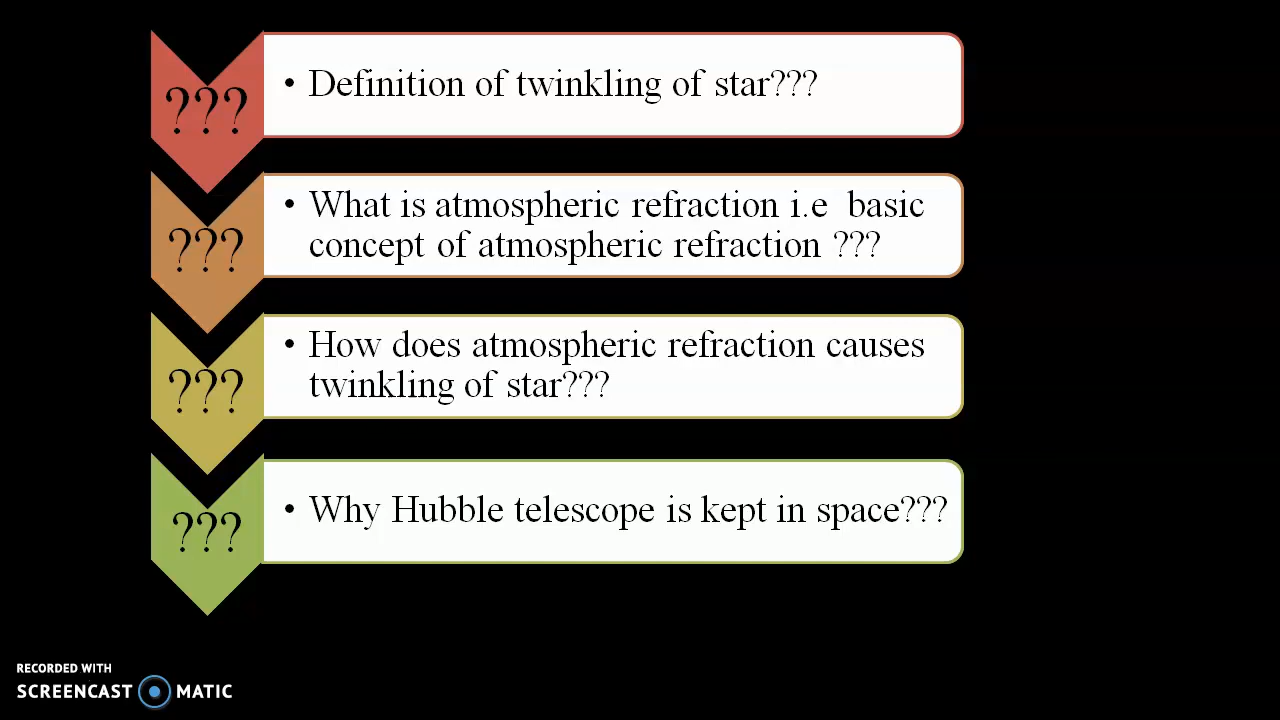 ???
• Definition of twinkling of star???
???
• What is atmospheric refraction i.e basic
concept of atmospheric refraction ???
???
• How does atmospheric refraction causes
twinkling of star???
???
• Why Hubble telescope is kept in space???
RECORDED WITH
SCREENCAST MATIC